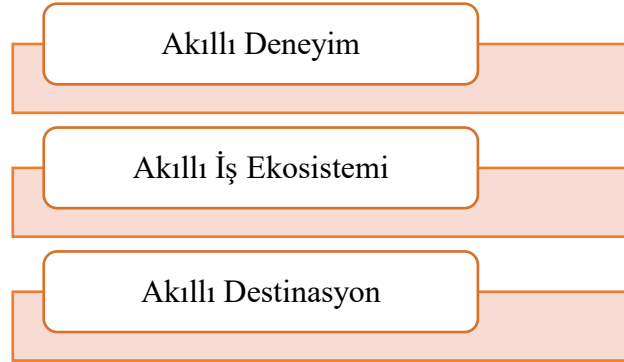 Akıllı Deneyim
Akıllı İş Ekosistemi
Akıllı Destinasyon